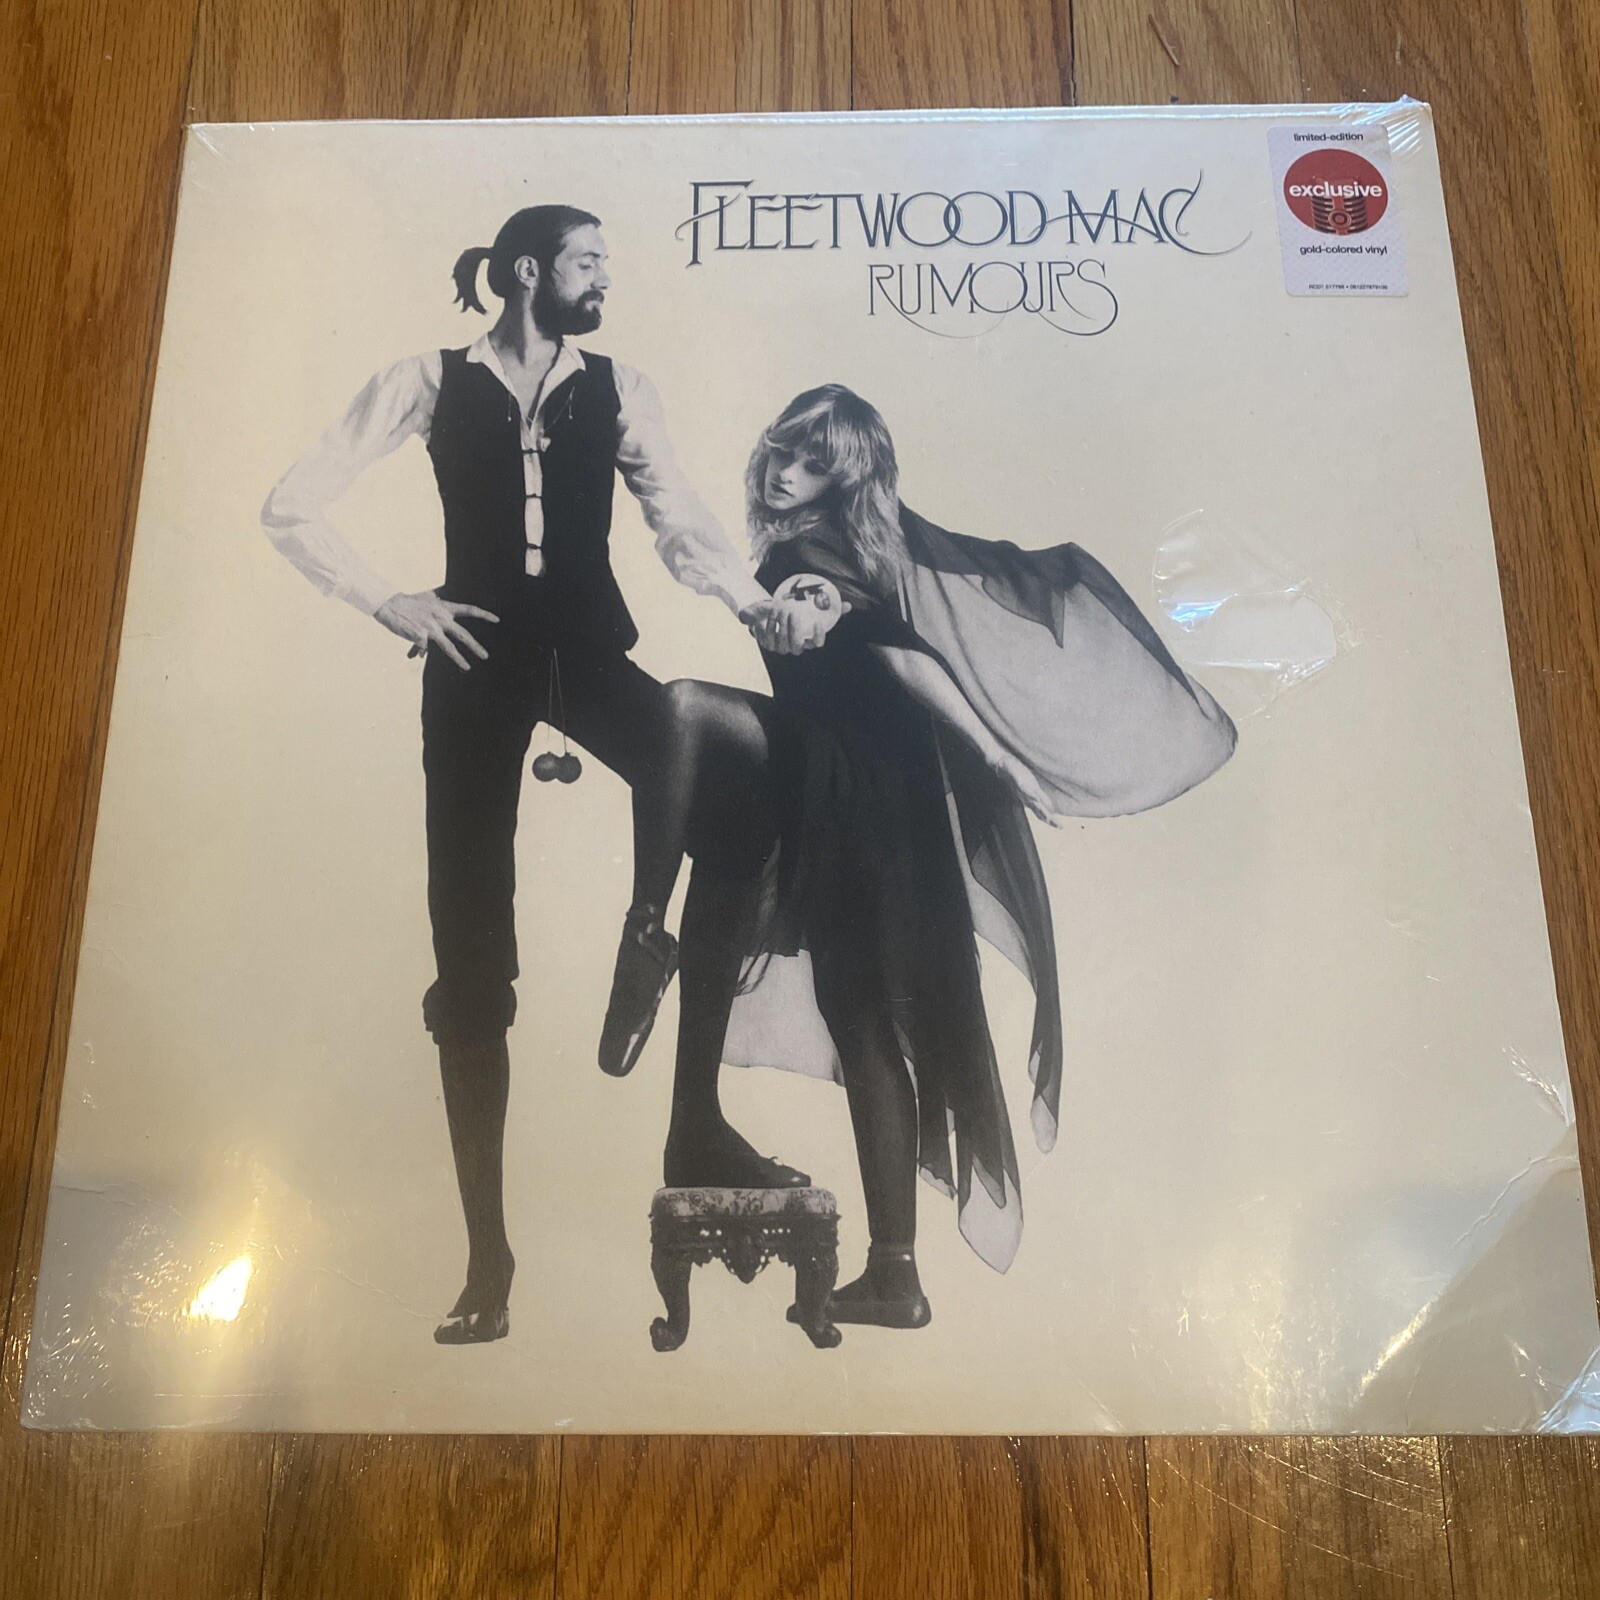 FLEETWOOD MAC
RUMOURS
limited-edition
exclusive
gold-colored vinyl